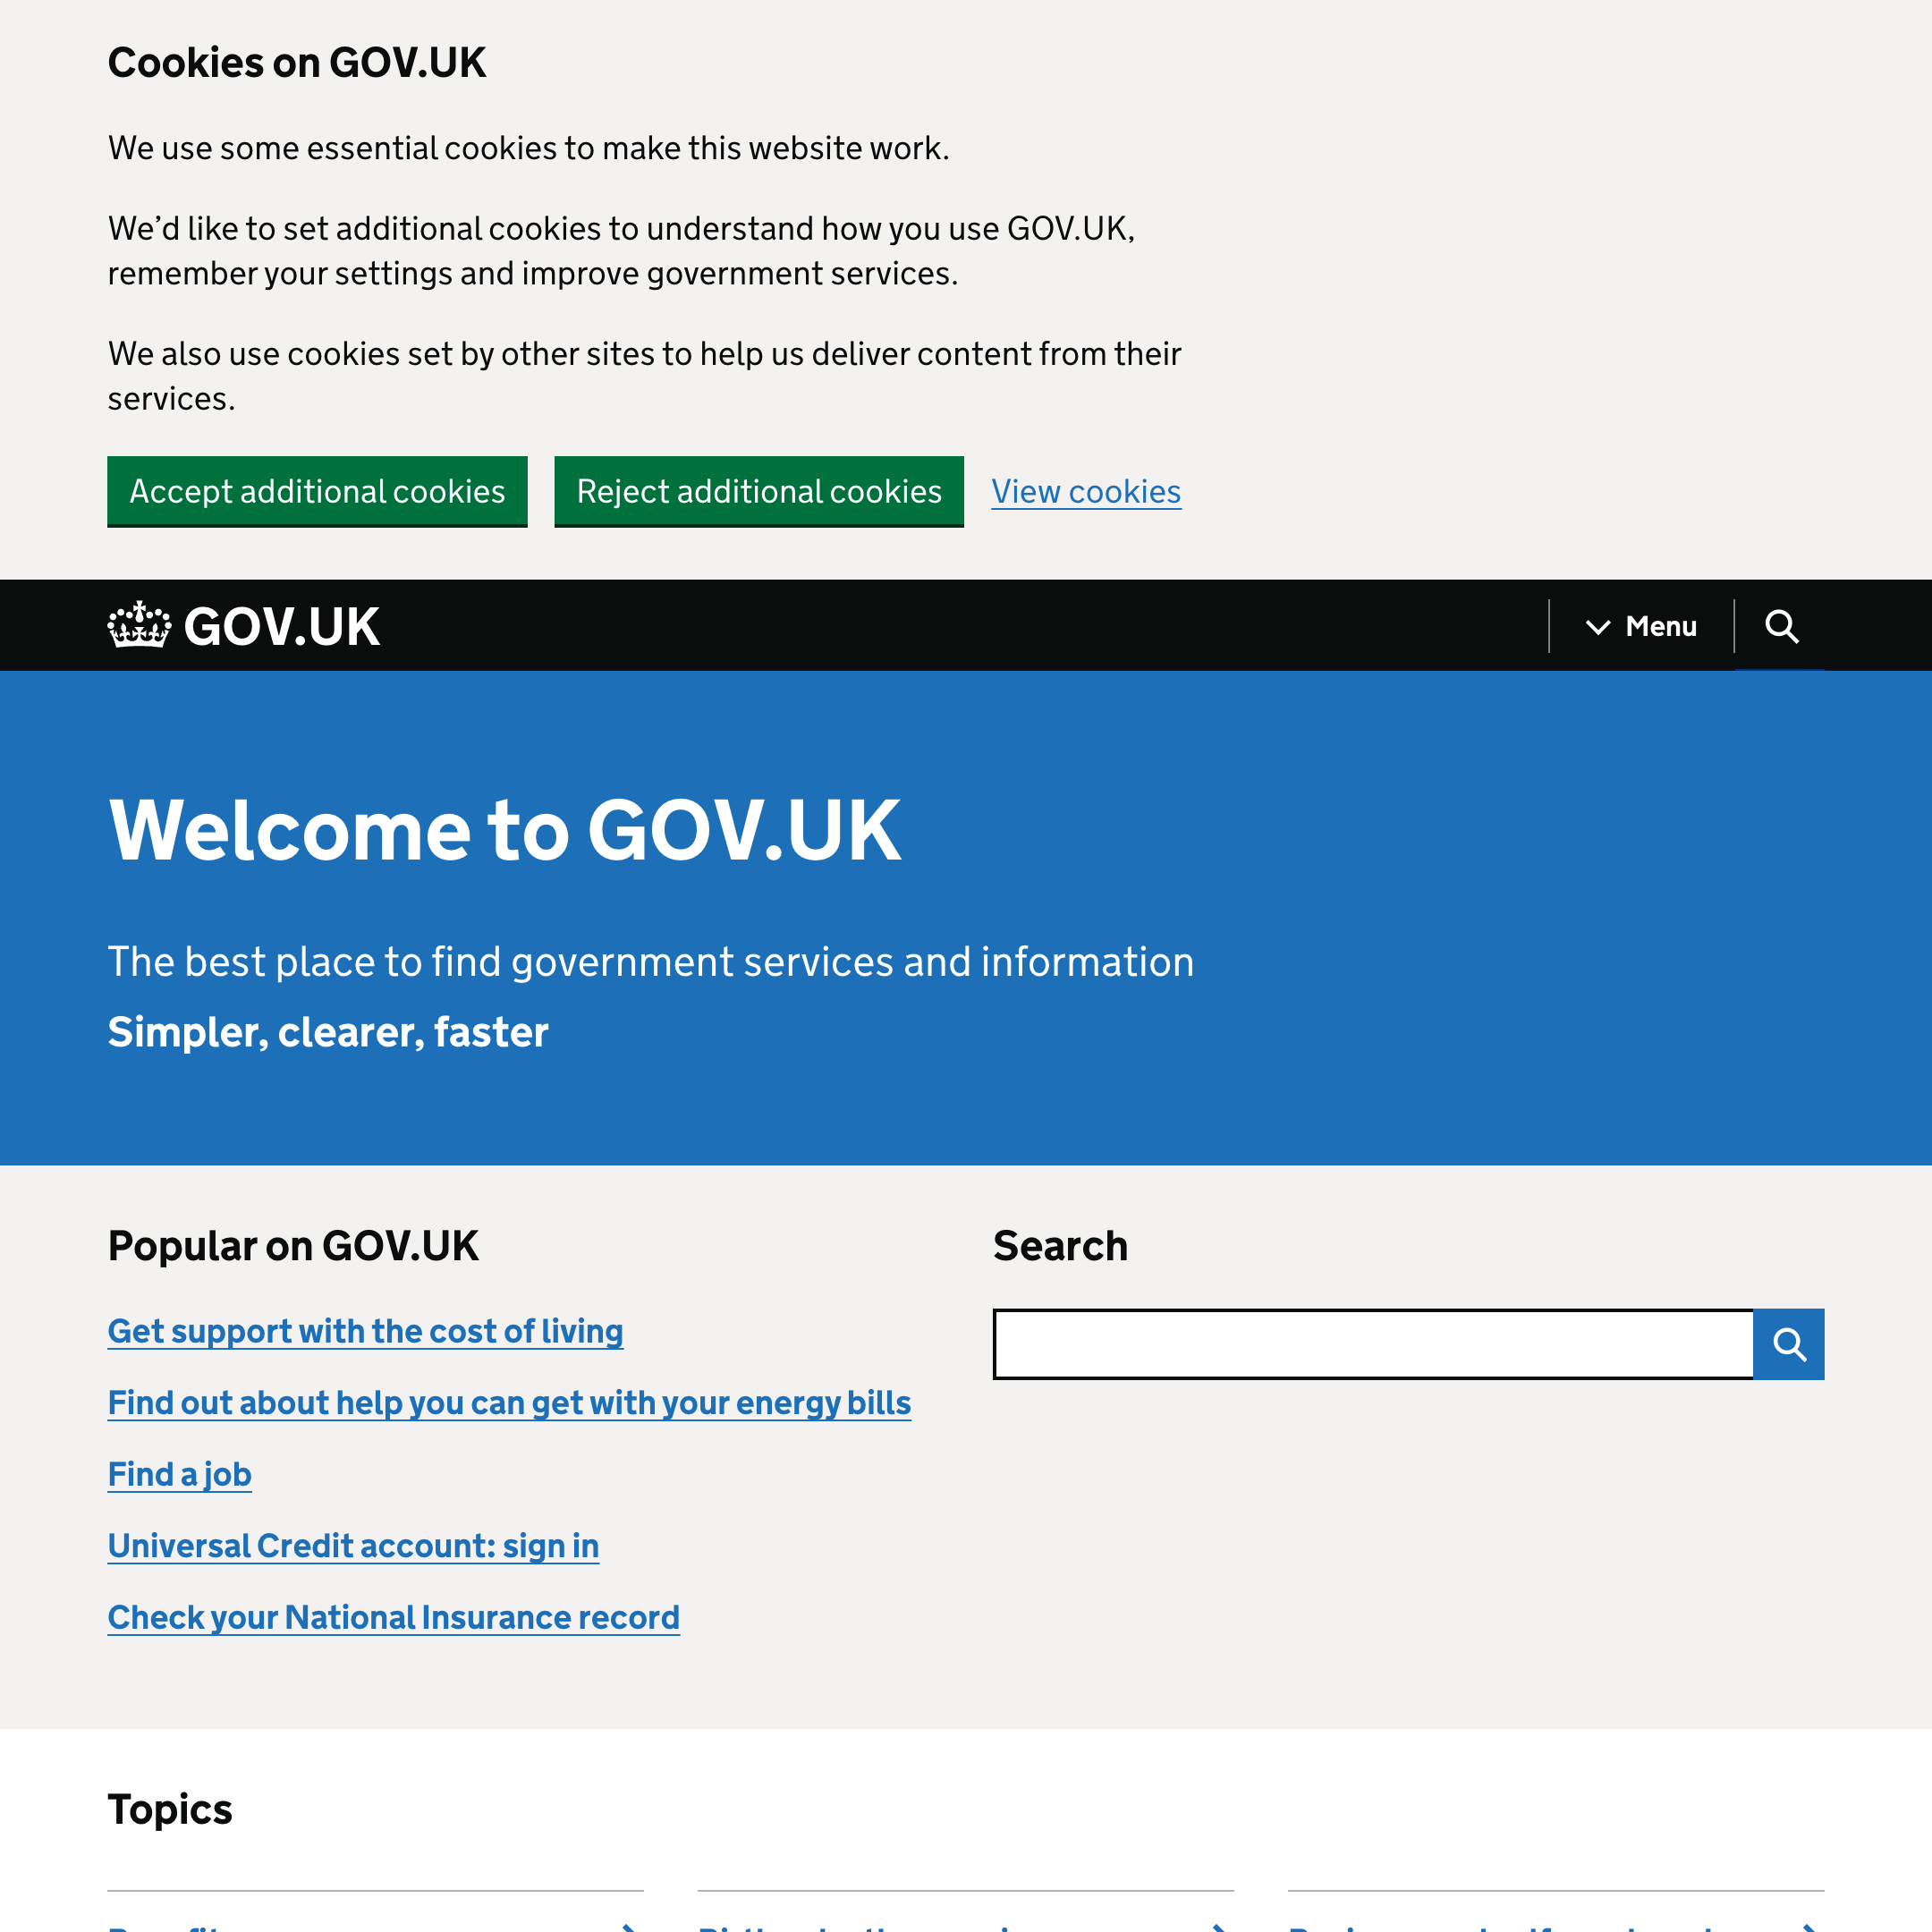 Cookies on GOV.UK
We use some essential cookies to make this website work.
We’d like to set additional cookies to understand how you use GOV.UK,
remember your settings and improve government services.
We also use cookies set by other sites to help us deliver content from their
services.
Accept additional cookies
Reject additional cookies
View cookies
GOV.UK
Menu
Welcome to GOV.UK
The best place to find government services and information
Simpler, clearer, faster
Popular on GOV.UK
Get support with the cost of living
Find out about help you can get with your energy bills
Find a job
Universal Credit account: sign in
Check your National Insurance record
Search
Topics